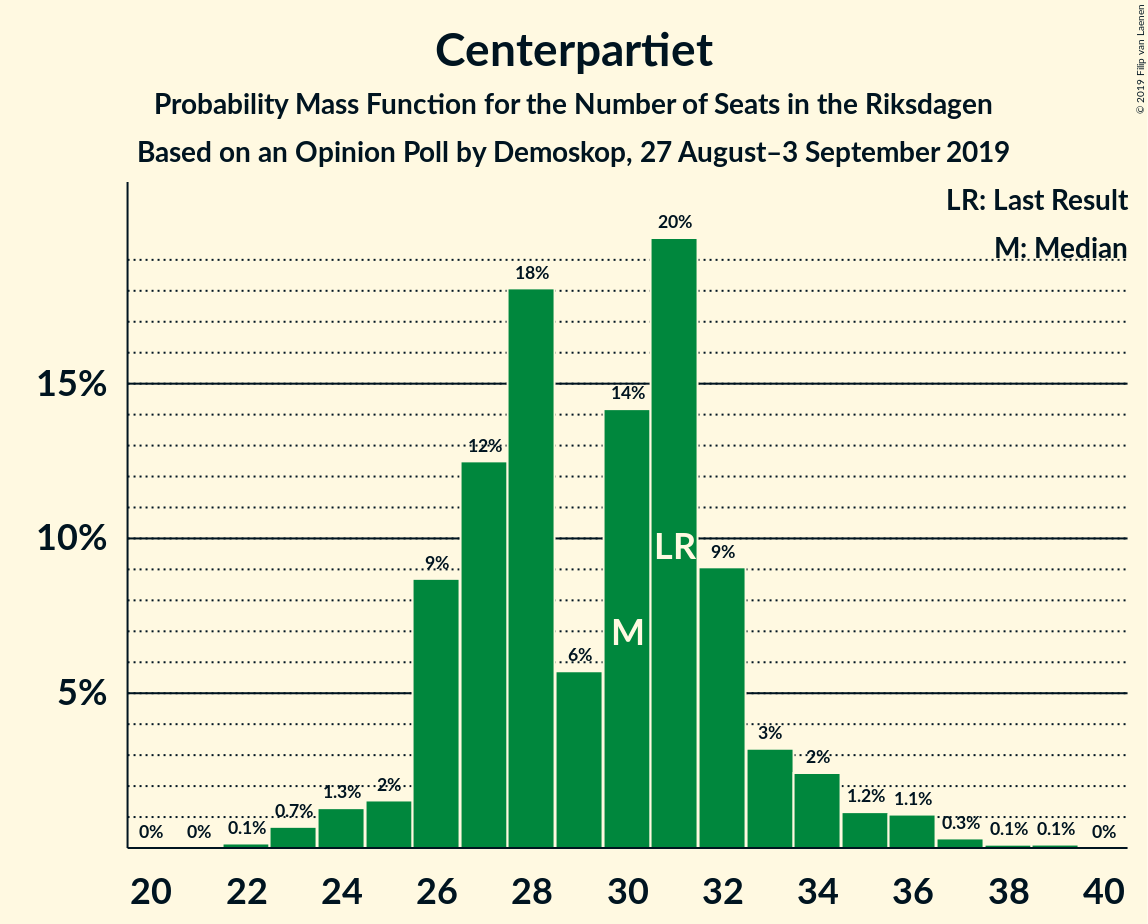 Centerpartiet
Probability Mass Function for the Number of Seats in the Riksdagen
Based on an Opinion Poll by Demoskop, 27 August–3 September 2019
© 2019 Filip van Laenen
LR: Last Result
M: Median
15%
10%
5%
0% 0% 0.1% 0.7% 1.3% 2% 9% 12% 18% 6% 14% 20% 9% 3% 2% 1.2% 1.1% 0.3% 0.1% 0.1% 0%
LR
M
20 22 24 26 28 30 32 34 36 38 40